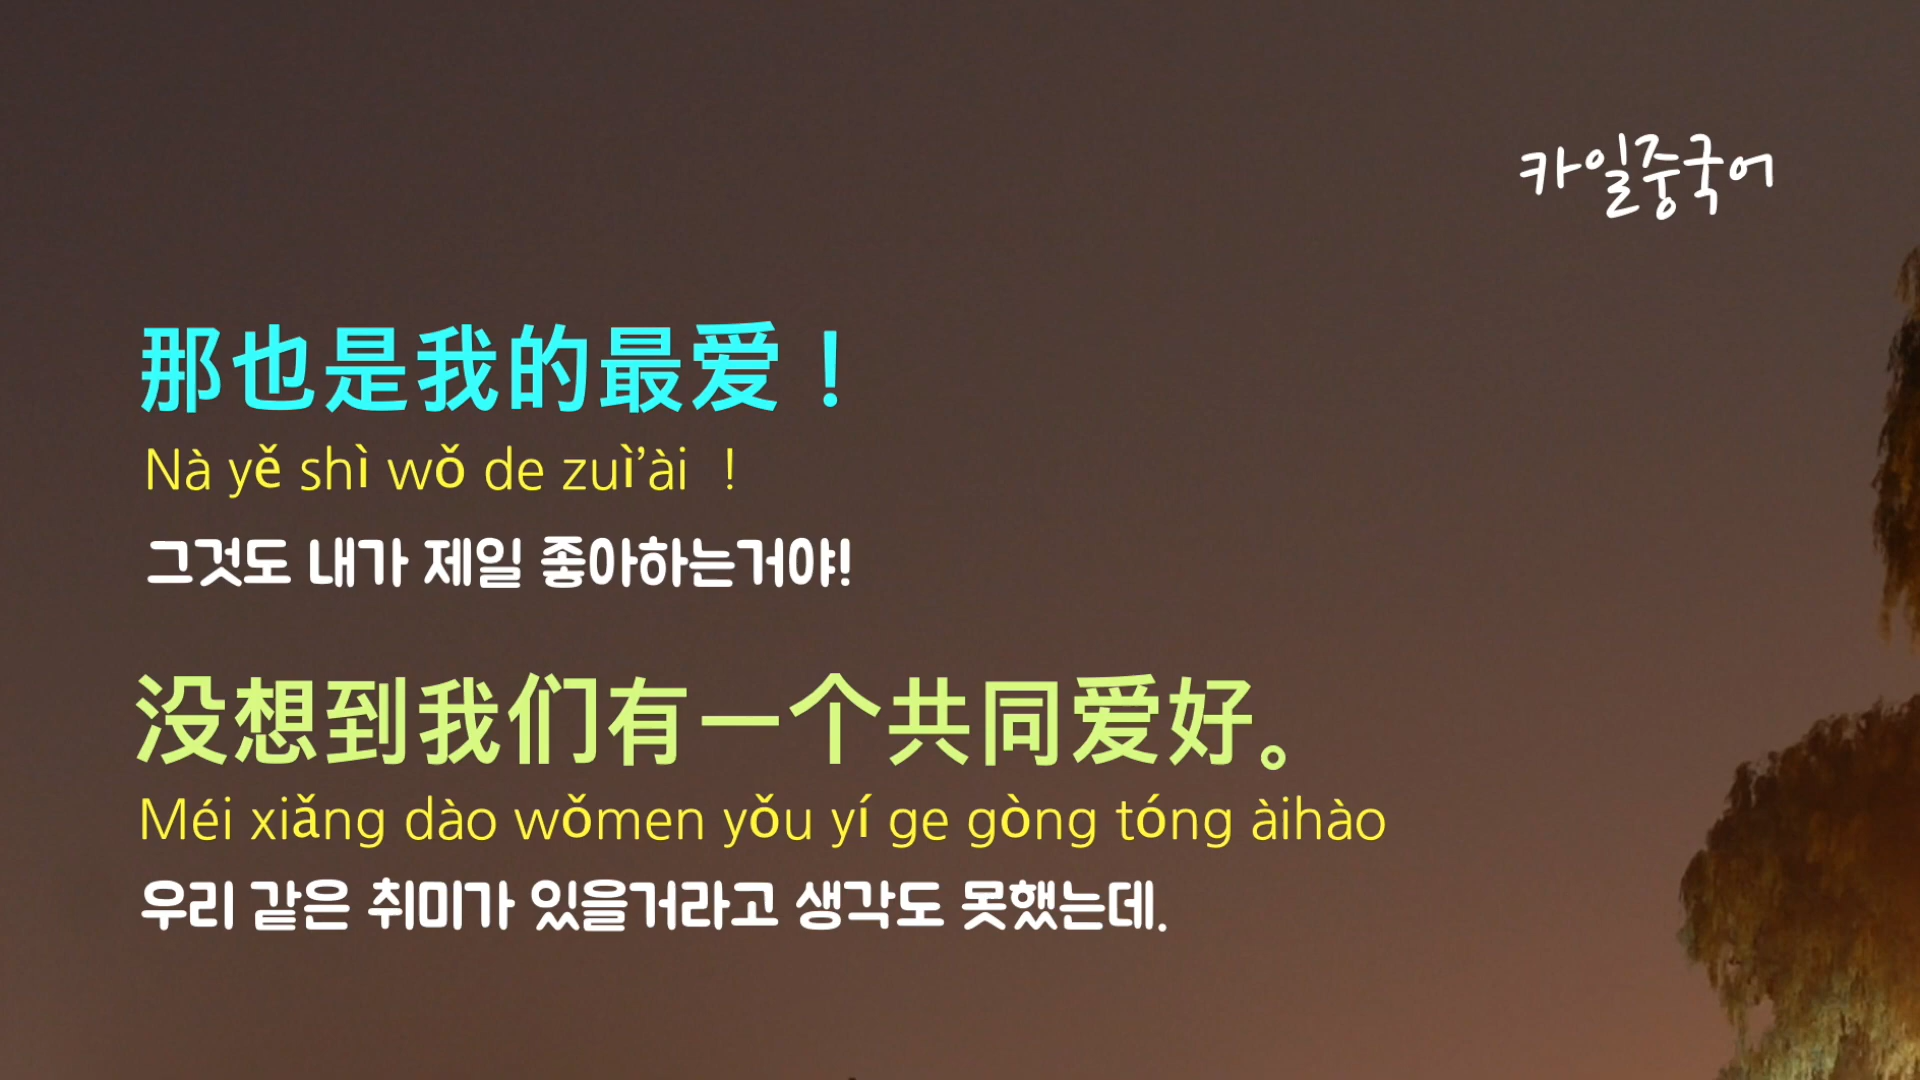 카일중국어
那也是我的最爱！
Nà yě shì wǒ de zuì’ài !
그것도 내가 제일 좋아하는거야!
没想到我们有一个共同爱好。
Méi xiǎng dào wǒmen yǒu yí ge gòng tóng àihào
우리 같은 취미가 있을거라고 생각도 못했는데.